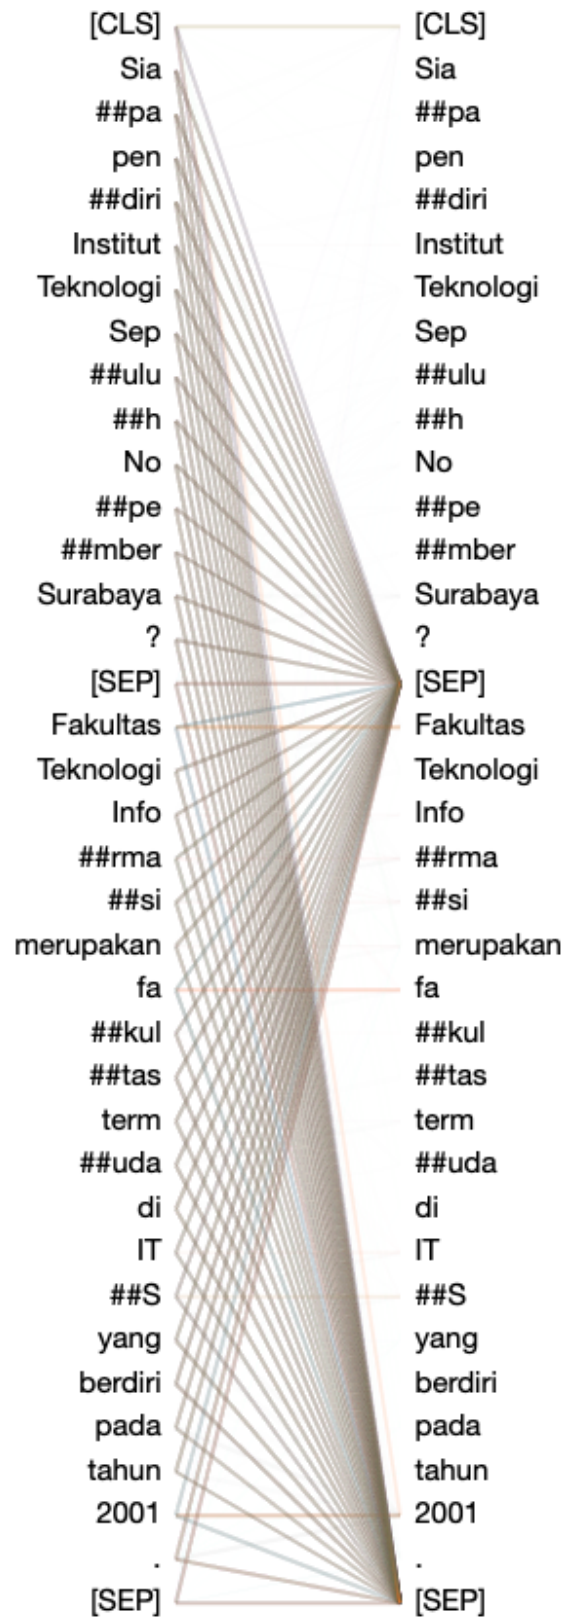 [CLS] [CLS]
Sia Sia
##pa ##pa
pen pen
##diri ##diri
Institut Institut
Teknologi Teknologi
Sep Sep
##ulu ##ulu
##h ##h
No No
##pe ##pe
##mber ##mber
Surabaya Surabaya
? ?
[SEP] [SEP]
Fakultas Fakultas
Teknologi Teknologi
Info Info
##rma ##rma
##si ##si
merupakan merupakan
fa fa
##kul ##kul
##tas ##tas
term term
##uda ##uda
di di
IT IT
##S ##S
yang yang
berdiri berdiri
pada pada
tahun tahun
2001 2001
. .
[SEP] [SEP]